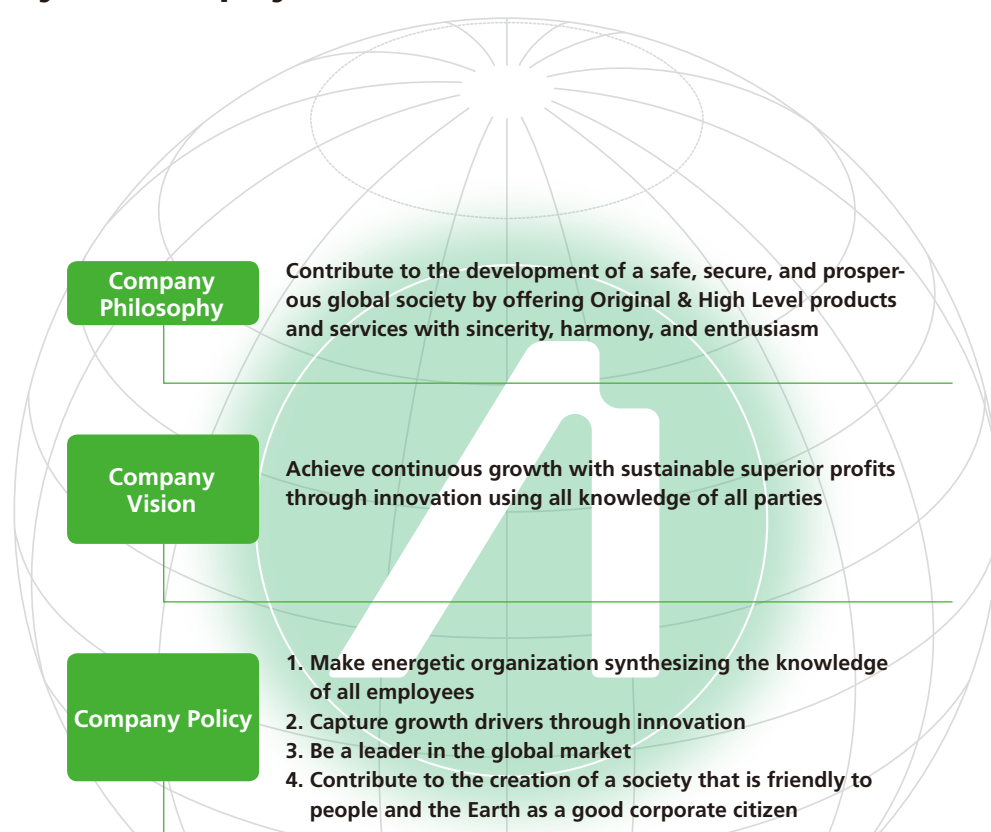 Company
Philosophy
Contribute to the development of a safe, secure, and prosper-
ous global society by offering Original & High Level products
and services with sincerity, harmony, and enthusiasm
Company
Vision
Achieve continuous growth with sustainable superior profits
through innovation using all knowledge of all parties
Company Policy
1. Make energetic organization synthesizing the knowledge
of all employees
2. Capture growth drivers through innovation
3. Be a leader in the global market
4. Contribute to the creation of a society that is friendly to
people and the Earth as a good corporate citizen